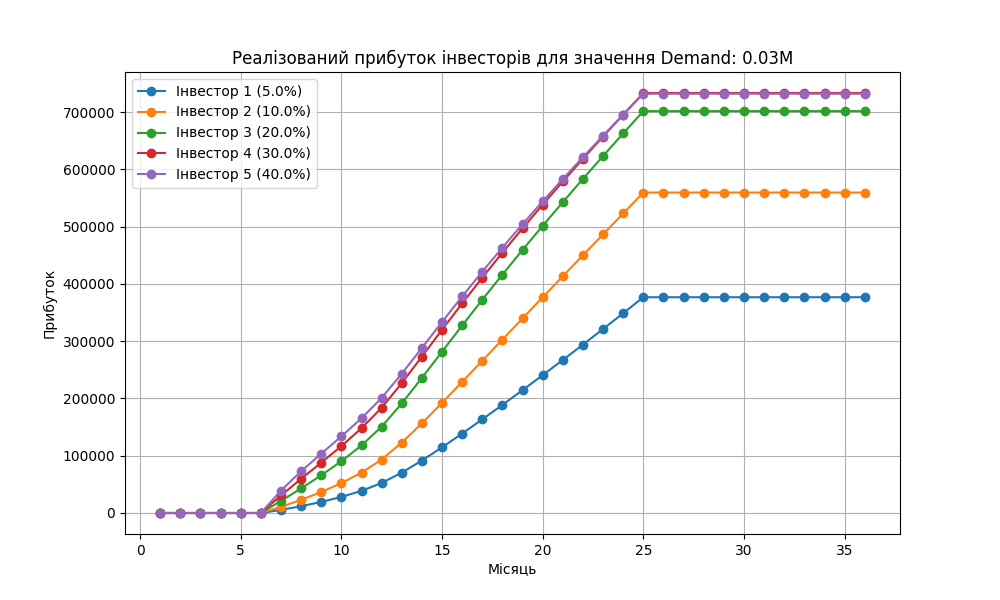 Реалізований прибуток інвесторів для значення Demand: 0.03M
Інвестор 1 (5.0%)
Інвестор 2 (10.0%)
Інвестор 3 (20.0%)
Інвестор 4 (30.0%)
Інвестор 5 (40.0%)
Прибуток
700000
600000
500000
400000
300000
200000
100000
0
0 5 10 15 20 25 30 35
Місяць